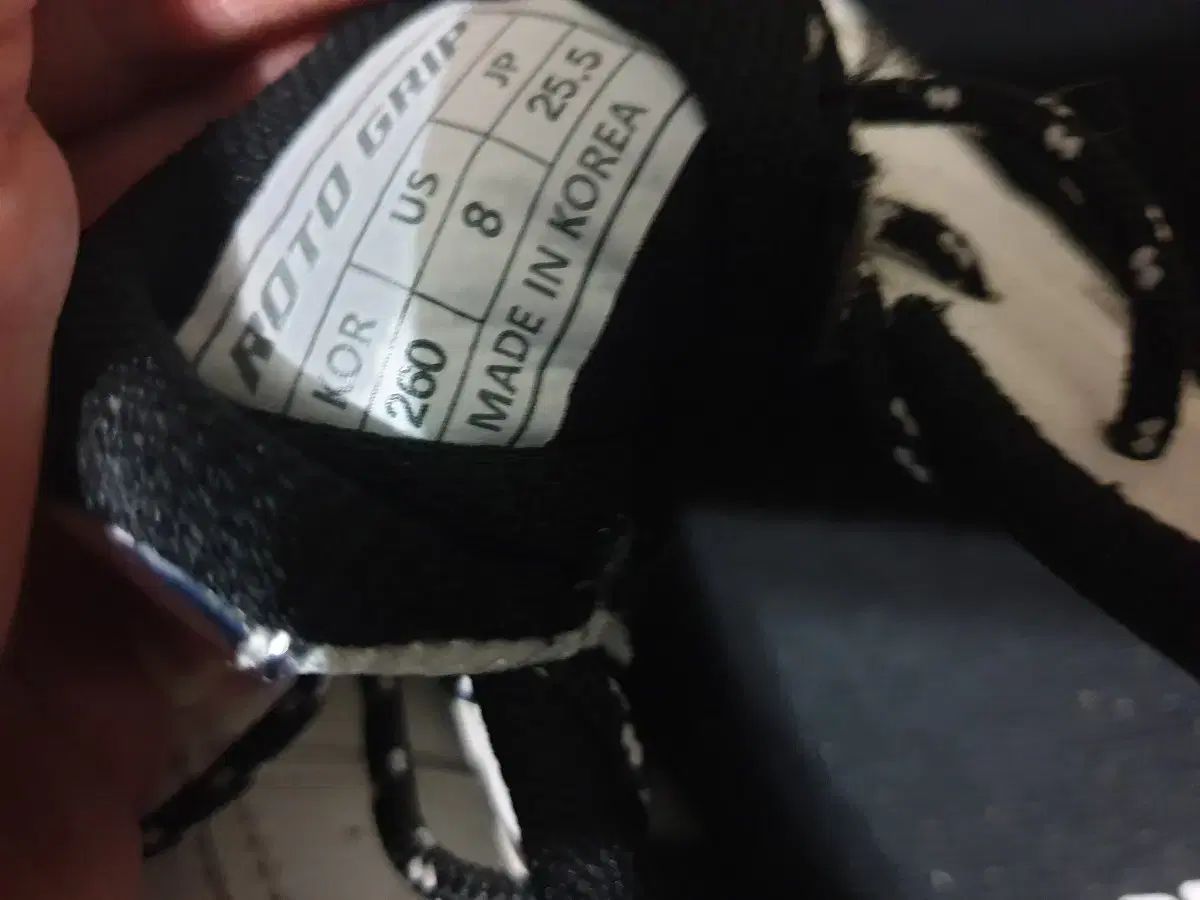 ROTO GRIP
KOR US JP
260 8 25.5
MADE IN KOREA